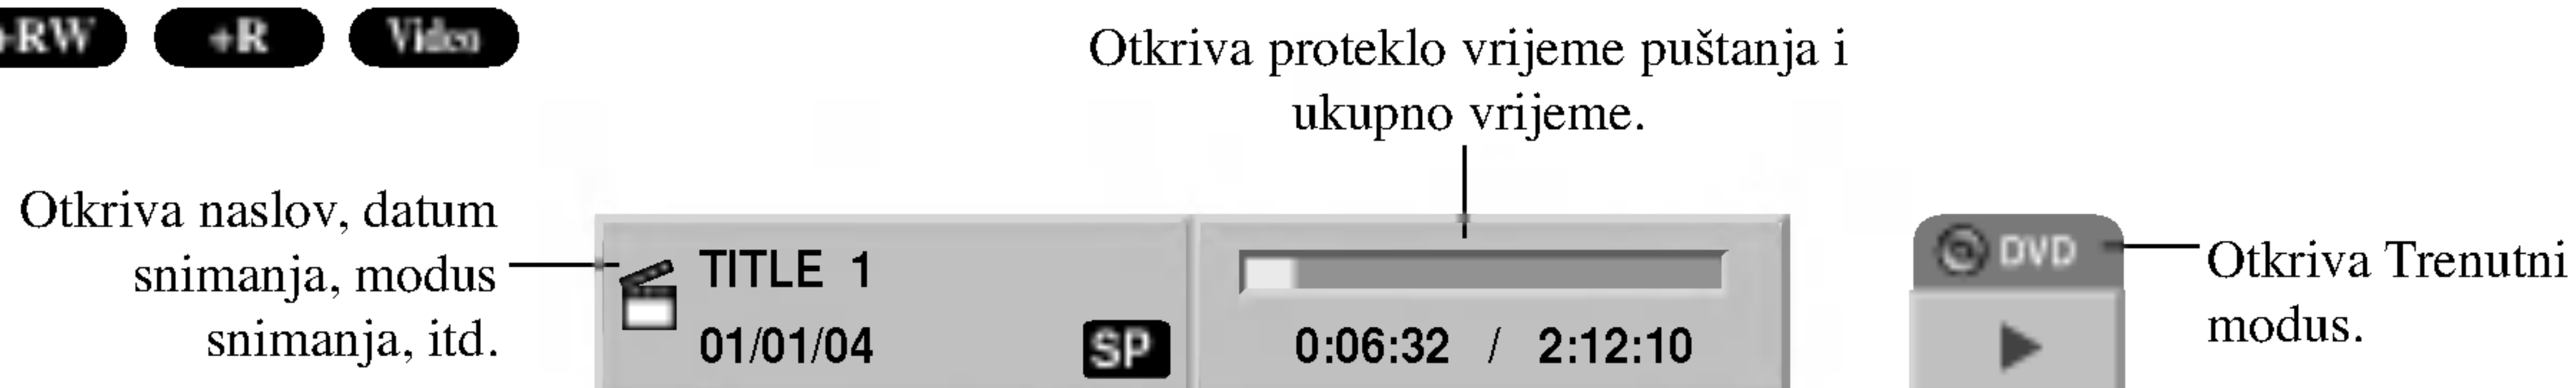 +RW +R Video
Otkriva proteklo vrijeme puštanja i
ukupno vrijeme.
Otkriva naslov, datum
snimanja, modus
snimanja, itd.
TITLE 1
01/01/04 SP
0:06:32 / 2:12:10
DVD
Otkriva Trenutni
modus.